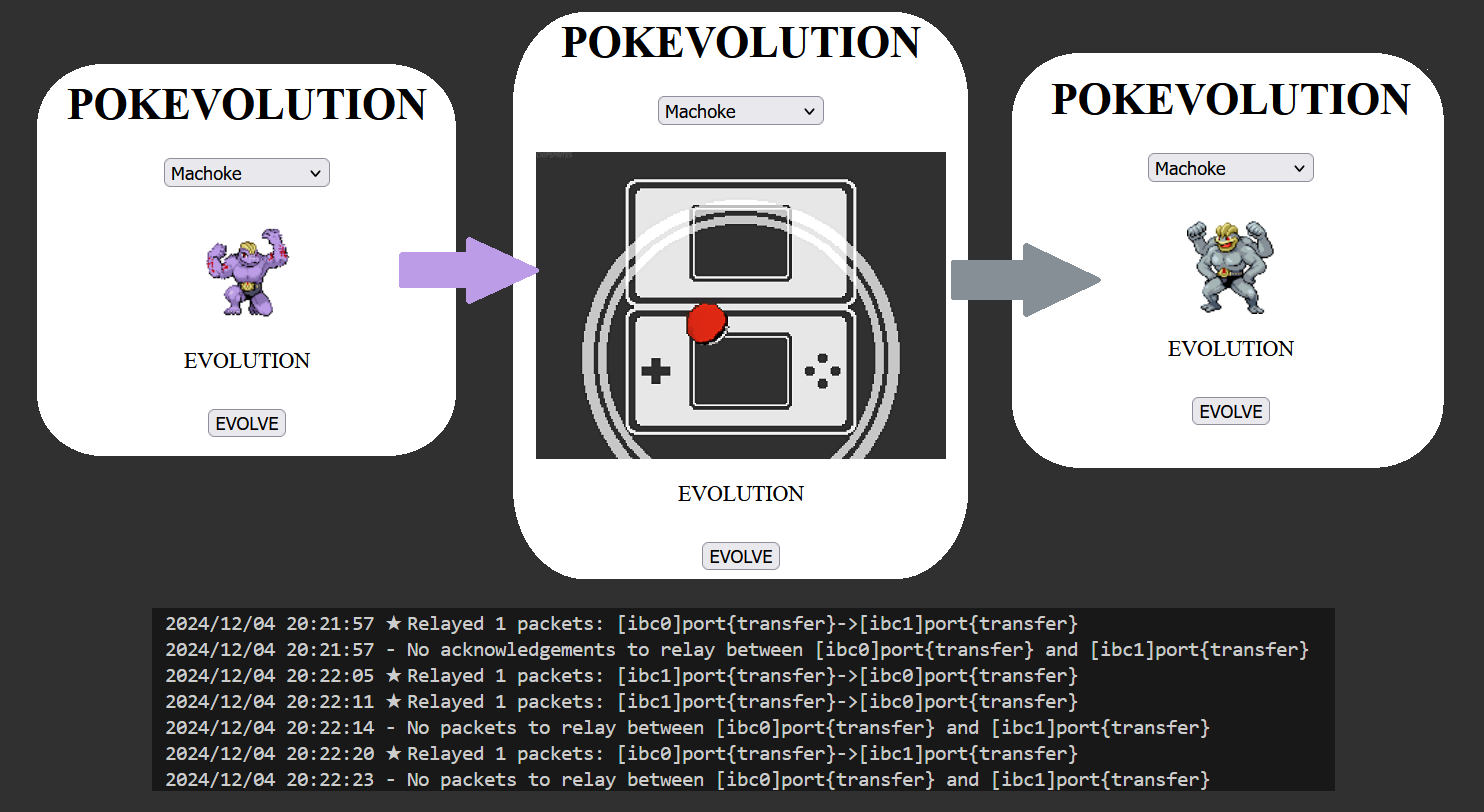 POKEVOLUTION
Machoke
EVOLUTION
EVOLVE
POKEVOLUTION
Machoke
EVOLUTION
EVOLVE
POKEVOLUTION
Machoke
EVOLUTION
EVOLVE
2024/12/04 20:21:57 ★ Relayed 1 packets: [ibc0]port{transfer}->[ibc1]port{transfer}
2024/12/04 20:21:57 - No acknowledgements to relay between [ibc0]port{transfer} and [ibc1]port{transfer}
2024/12/04 20:22:05 ★ Relayed 1 packets: [ibc1]port{transfer}->[ibc0]port{transfer}
2024/12/04 20:22:11 ★ Relayed 1 packets: [ibc1]port{transfer}->[ibc0]port{transfer}
2024/12/04 20:22:14 - No packets to relay between [ibc0]port{transfer} and [ibc1]port{transfer}
2024/12/04 20:22:20 ★ Relayed 1 packets: [ibc0]port{transfer}->[ibc1]port{transfer}
2024/12/04 20:22:23 - No packets to relay between [ibc0]port{transfer} and [ibc1]port{transfer}